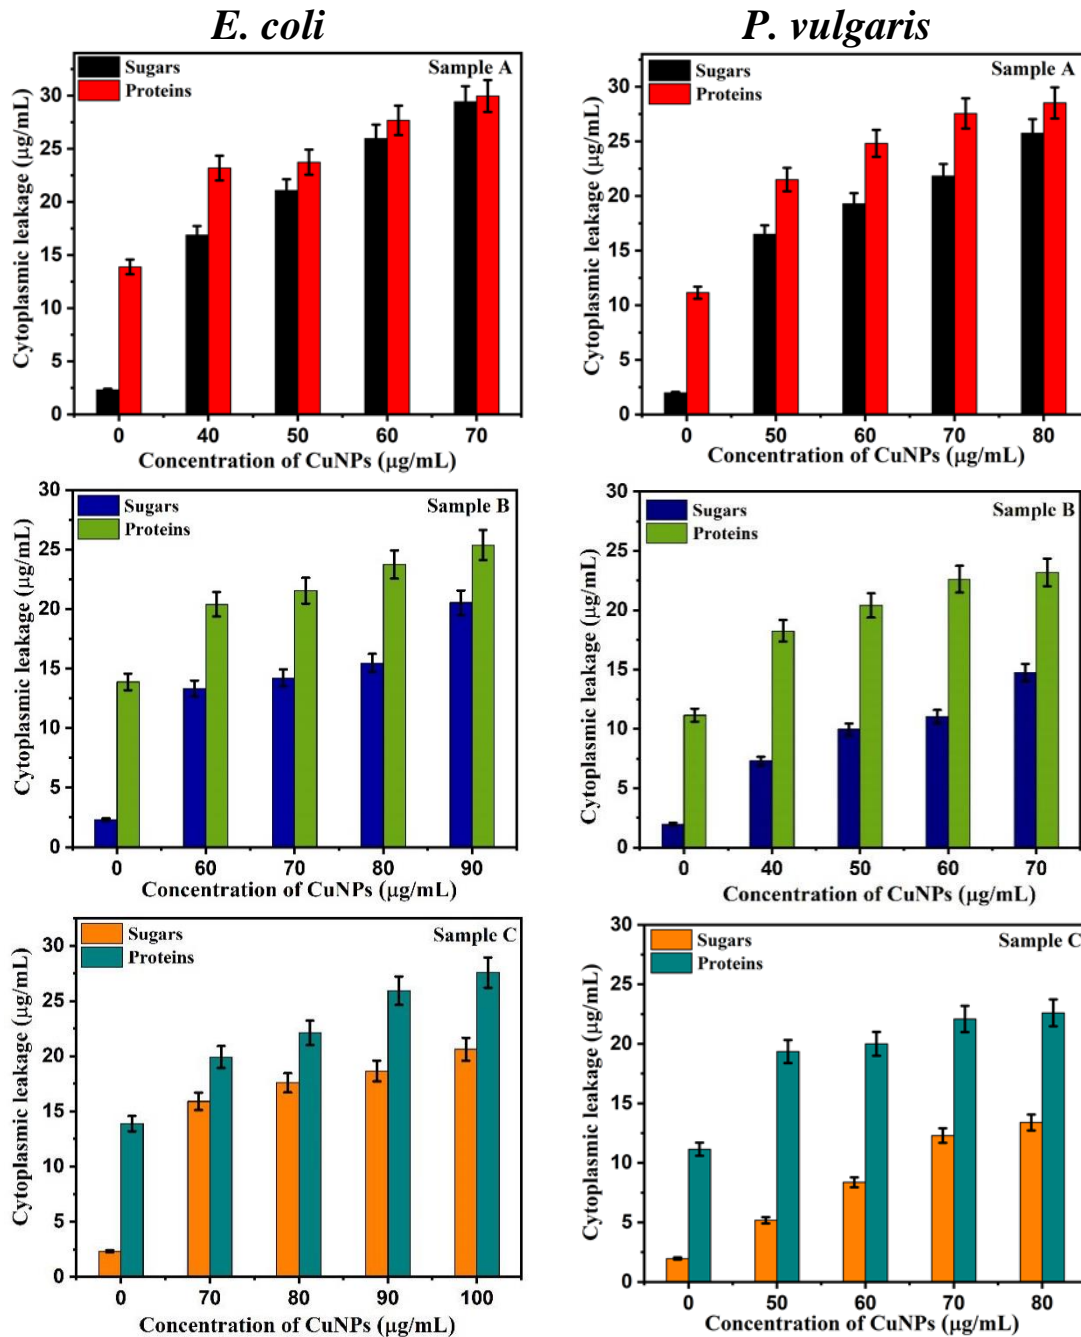 E. coli
P. vulgaris
Sugars
Proteins
Sample A
Cytoplasmic leakage (µg/mL)
30
25
20
15
10
5
0
0 40 50 60 70
Concentration of CuNPs (µg/mL)
Sugars
Proteins
Sample A
Cytoplasmic leakage (µg/mL)
30
25
20
15
10
5
0
0 50 60 70 80
Concentration of CuNPs (µg/mL)
Sugars
Proteins
Sample B
Cytoplasmic leakage (µg/mL)
30
25
20
15
10
5
0
0 60 70 80 90
Concentration of CuNPs (µg/mL)
Sugars
Proteins
Sample B
Cytoplasmic leakage (µg/mL)
30
25
20
15
10
5
0
0 40 50 60 70
Concentration of CuNPs (µg/mL)
Sugars
Proteins
Sample C
Cytoplasmic leakage (µg/mL)
30
25
20
15
10
5
0
0 70 80 90 100
Concentration of CuNPs (µg/mL)
Sugars
Proteins
Sample C
Cytoplasmic leakage (µg/mL)
30
25
20
15
10
5
0
0 50 60 70 80
Concentration of CuNPs (µg/mL)